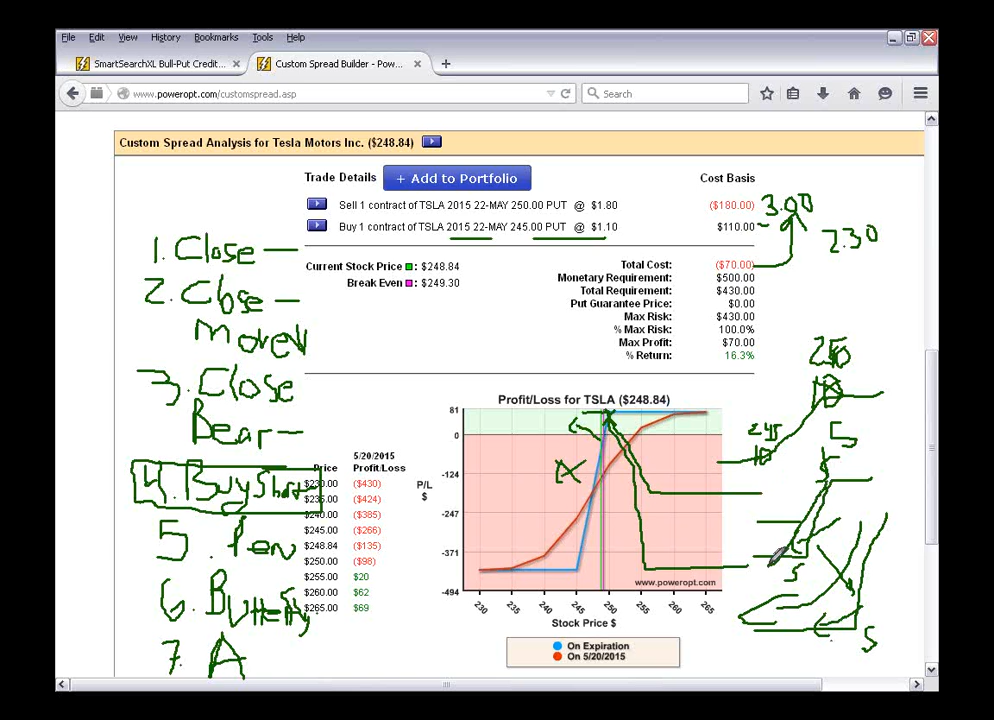 File Edit View History Bookmarks Tools Help
SmartSearchXL Bull-Put Credit... Custom Spread Builder - Pow...
www.poweropt.com/customspread.asp
Search
Custom Spread Analysis for Tesla Motors Inc. ($248.84)
Trade Details + Add to Portfolio Cost Basis
Sell 1 contract of TSLA 2015 22-MAY 250.00 PUT @ $1.80 ($180.00)
Buy 1 contract of TSLA 2015 22-MAY 245.00 PUT @ $1.10 $110.00
3.00
2.30
Current Stock Price : $248.84
Break Even : $249.30
Total Cost: ($70.00)
Monetary Requirement: $500.00
Total Requirement: $430.00
Put Guarantee Price: $0.00
Max Risk: $430.00
% Max Risk: 100.0%
Max Profit: $70.00
% Return: 16.3%
1. Close
2. Close
3. Close
Bear
5.
6. Butterfly
7. A
5/20/2015
Price Profit/Loss
$230.00 ($430)
$235.00 ($424)
$240.00 ($385)
$245.00 ($266)
$248.84 ($135)
$250.00 ($98)
$255.00 $20
$260.00 $62
$265.00 $69
Profit/Loss for TSLA ($248.84)
P/L
$
81
0
-124
-247
-371
-494
230 235 240 245 250 255 260 265
www.poweropt.com
Stock Price $
On Expiration
On 5/20/2015
250
245
5
5
5